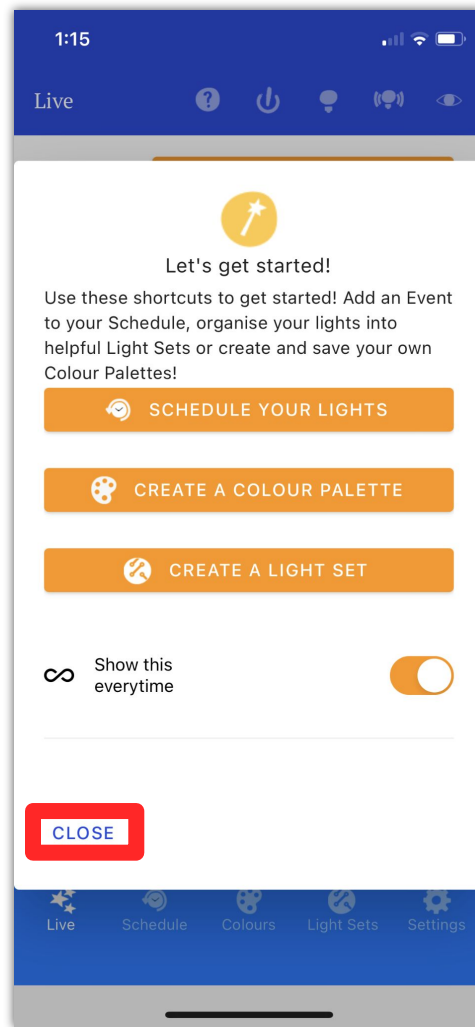 1:15
Live
Let's get started!
Use these shortcuts to get started! Add an Event
to your Schedule, organise your lights into
helpful Light Sets or create and save your own
Colour Palettes!
SCHEDULE YOUR LIGHTS
CREATE A COLOUR PALETTE
CREATE A LIGHT SET
Show this
everytime
CLOSE
Live Schedule Colours Light Sets Settings